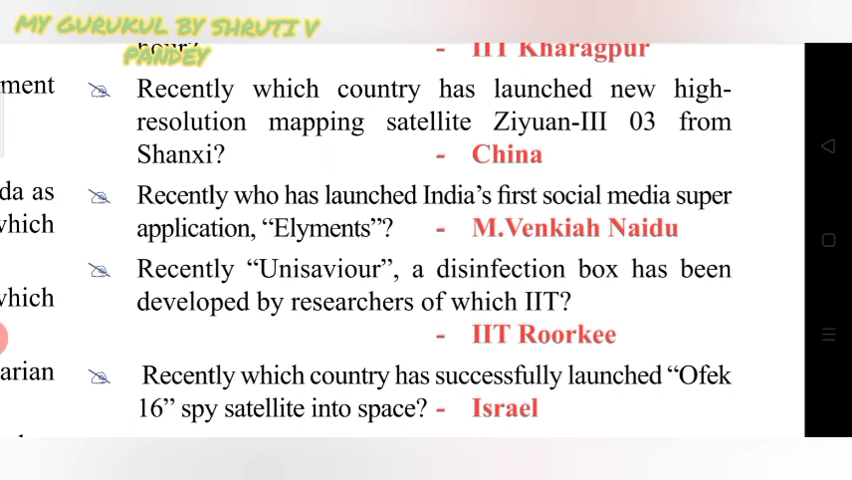 MY GURUKUL BY SHRUTI V
PANDEY
hour?
- IIT Kharagpur
ment
Recently which country has launched new high-
resolution mapping satellite Ziyuan-III 03 from
Shanxi? - China
da as
which
Recently who has launched India's first social media super
application, “Elyments”? - M.Venkiah Naidu
Recently “Unisaviour”, a disinfection box has been
developed by researchers of which IIT?
which
- IIT Roorkee
arian
Recently which country has successfully launched “Ofek
16” spy satellite into space? - Israel